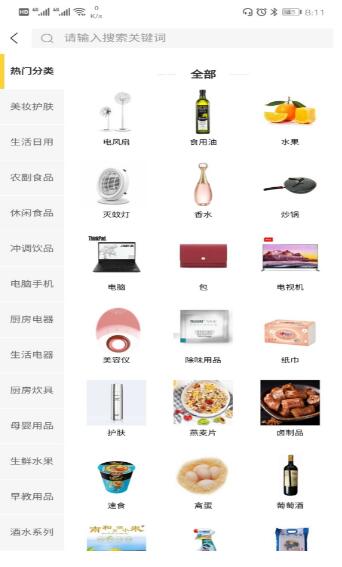 HD 4G 4G 0 K/s 8:11
请输入搜索关键词
热门分类
美妆护肤
生活日用
农副食品
休闲食品
冲调饮品
电脑手机
厨房电器
生活电器
厨房炊具
母婴用品
生鲜水果
早教用品
酒水系列
全部
电风扇 食用油 水果
灭蚊灯 香水 炒锅
ThinkPad
电脑 包 电视机
美容仪 除味用品 纸巾
护肤 燕麦片 卤制品
速食 禽蛋 葡萄酒